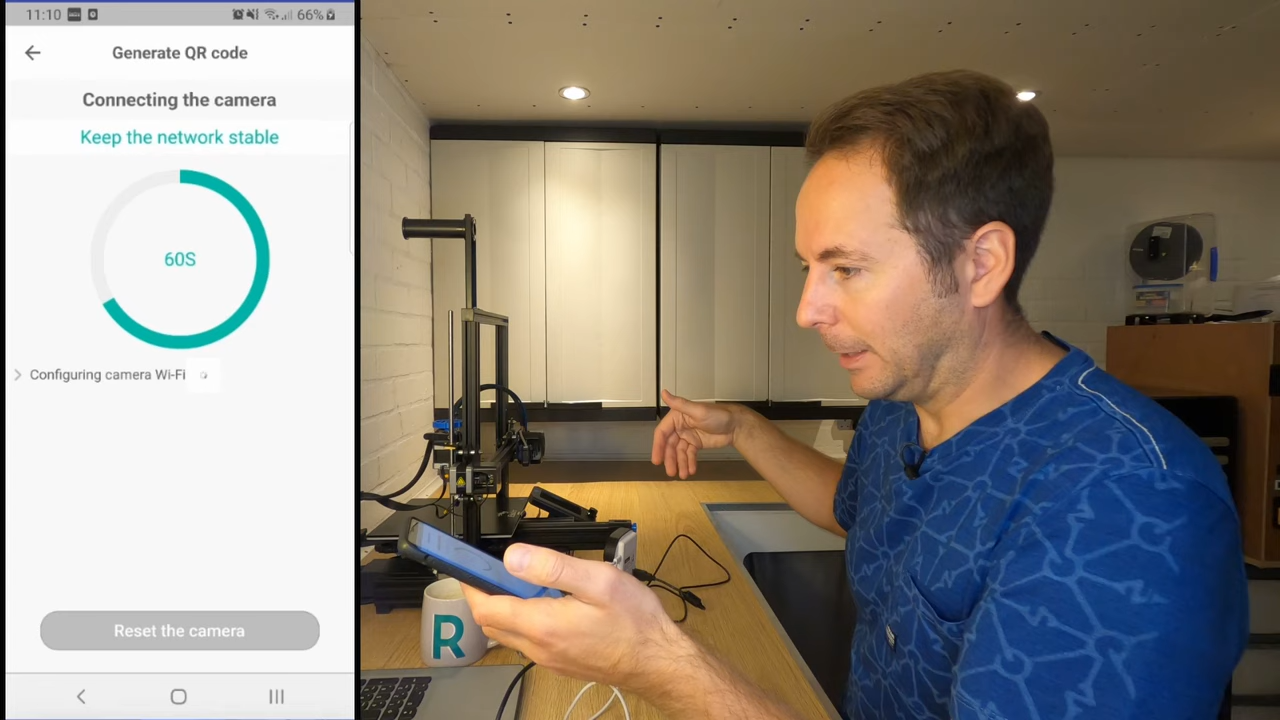 11:10
66%
Generate QR code
Connecting the camera
Keep the network stable
60S
Configuring camera Wi-Fi
Reset the camera
R